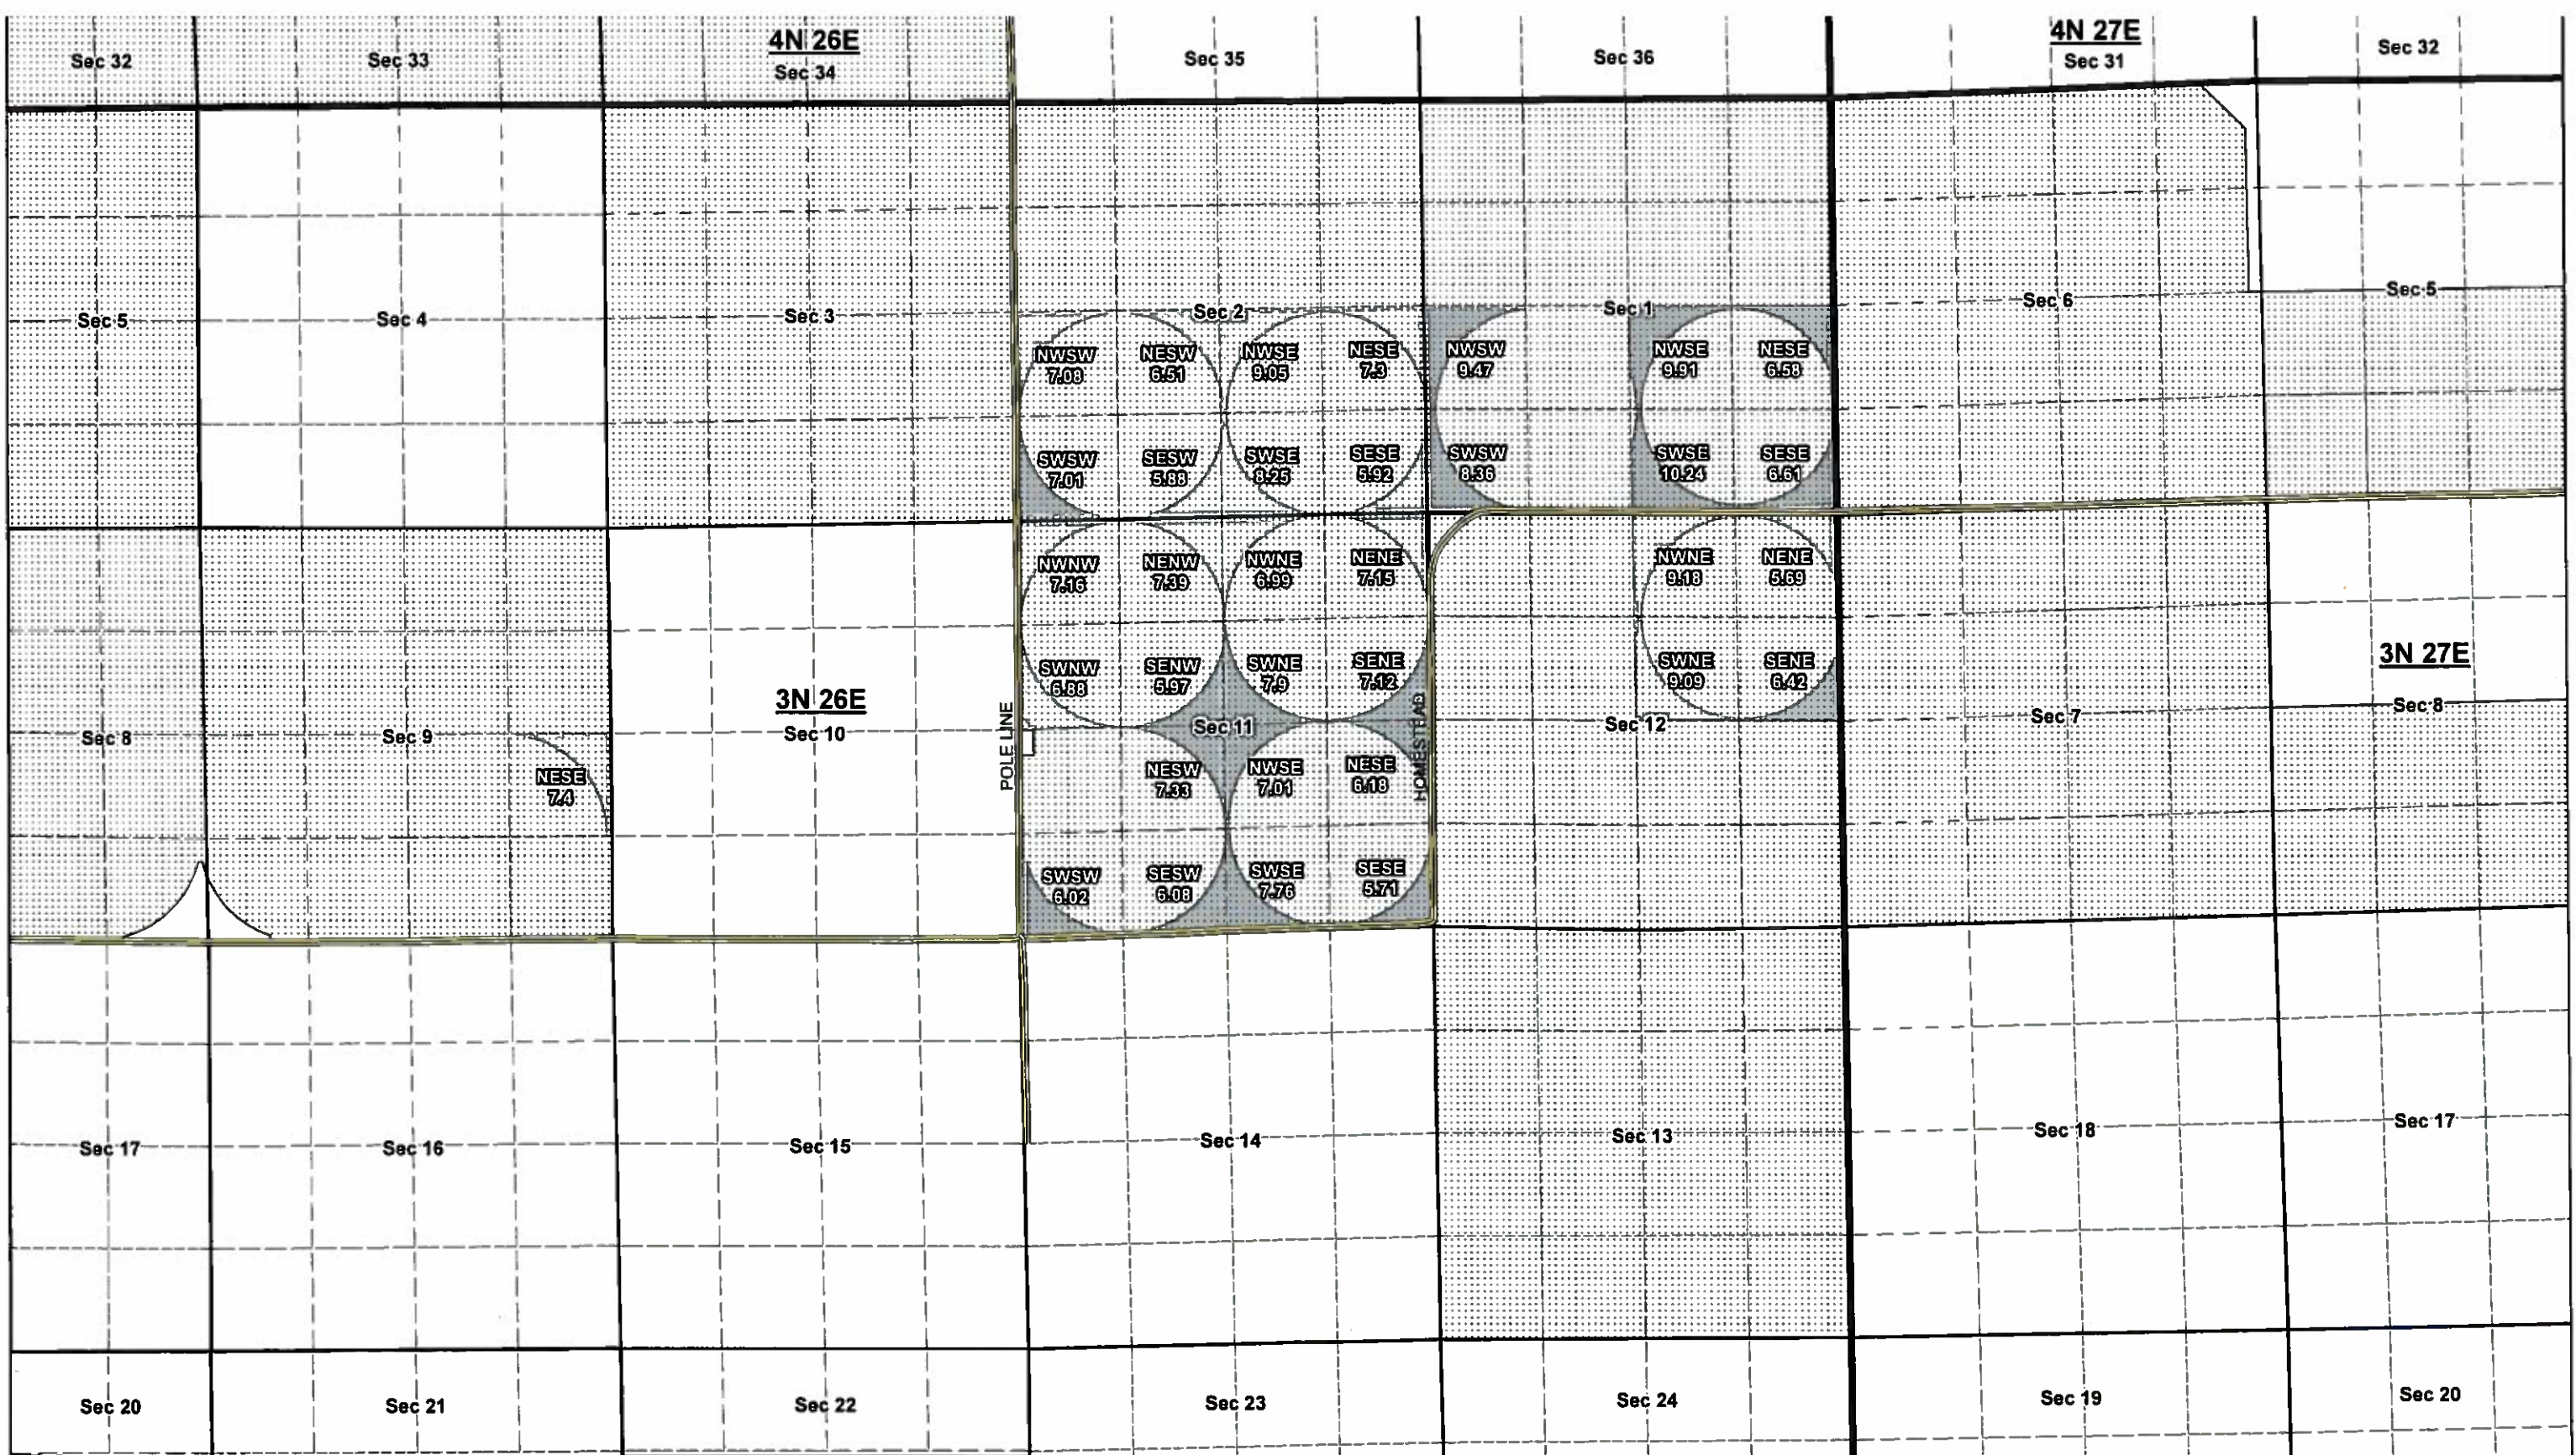 4N 26E
4N 27E
Sec 32
Sec 33
Sec 34
Sec 35
Sec 36
Sec 31
Sec 32
Sec 5
Sec 4
Sec 3
Sec 2
Sec 1
Sec 6
Sec 5
NWSW
7.08
NESW
6.51
NWSE
9.05
NESE
7.3
NWSW
9.47
NWSE
9.91
NESE
6.58
SWSW
7.01
SESW
5.88
SWSE
8.25
SESE
5.92
SWSW
8.36
SWSE
10.24
SESE
6.61
NWNW
7.16
NENW
7.39
NWNE
6.99
NENE
7.15
NWNE
9.18
NENE
5.69
SWNW
6.88
SENW
5.97
SWNE
7.9
SENE
7.12
SWNE
9.09
SENE
6.42
3N 26E
3N 27E
Sec 8
Sec 9
Sec 10
POLE LINE
Sec 11
HOMESTEAD
Sec 12
Sec 7
Sec 8
NESE
7.4
NESW
7.33
NWSE
7.01
NESE
6.18
SWSW
6.02
SESW
6.08
SWSE
7.76
SESE
5.71
Sec 17
Sec 16
Sec 15
Sec 14
Sec 13
Sec 18
Sec 17
Sec 20
Sec 21
Sec 22
Sec 23
Sec 24
Sec 19
Sec 20